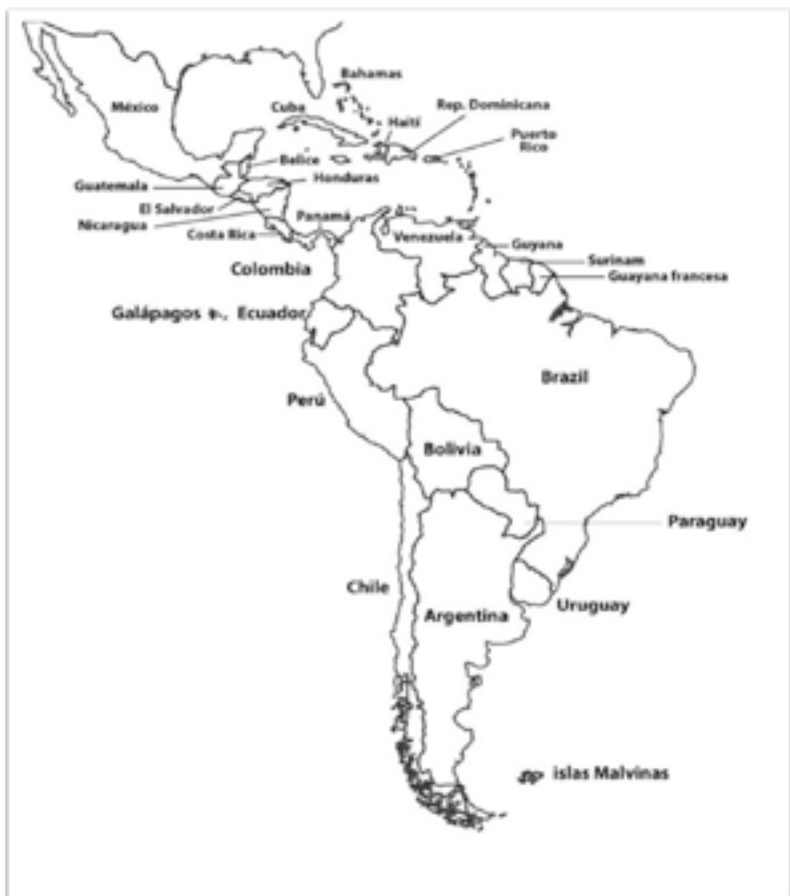 Bahamas
México
Cuba
Rep. Dominicana
Haití
Puerto
Rico
Belice
Honduras
Guatemala
El Salvador
Nicaragua
Panamá
Costa Rica
Venezuela
Guyana
Surinam
Guayana francesa
Colombia
Galápagos
Ecuador
Brazil
Perú
Bolivia
Paraguay
Chile
Uruguay
Argentina
islas Malvinas